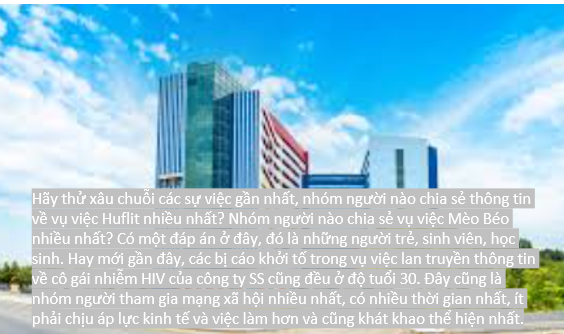 Hãy thử xâu chuỗi các sự việc gần nhất, nhóm người nào chia sẻ thông tin
về vụ việc Huflit nhiều nhất? Nhóm người nào chia sẻ vụ việc Mèo Béo
nhiều nhất? Có một đáp án ở đây, đó là những người trẻ, sinh viên, học
sinh. Hay mới gần đây, các bị cáo khởi tố trong vụ việc lan truyền thông tin
về cô gái nhiễm HIV của công ty SS cũng đều ở độ tuổi 30. Đây cũng là
nhóm người tham gia mạng xã hội nhiều nhất, có nhiều thời gian nhất, ít
phải chịu áp lực kinh tế và việc làm hơn và cũng khát khao thể hiện nhất.